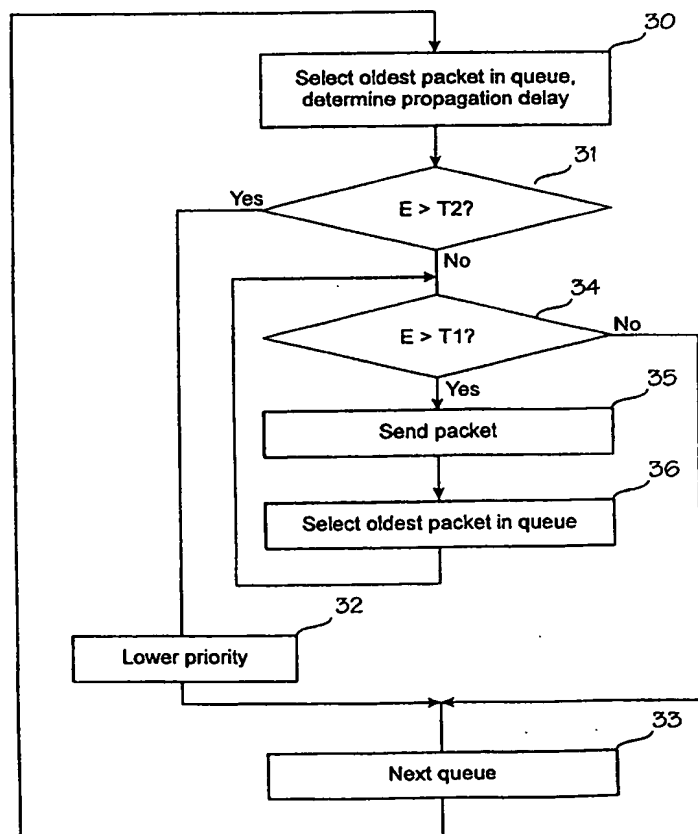 30
Select oldest packet in queue,
determine propagation delay
31
Yes
E > T2?
No
34
E > T1?
No
Yes
35
Send packet
36
Select oldest packet in queue
32
Lower priority
33
Next queue